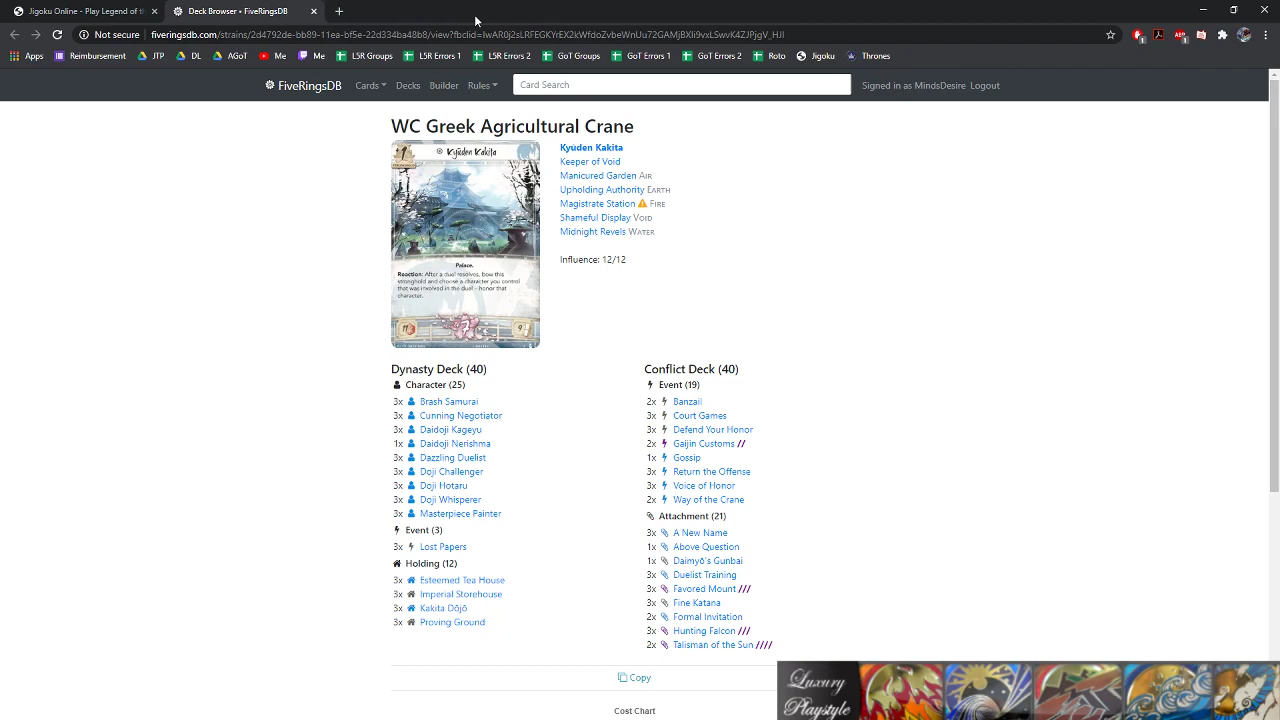 Jigoku Online - Play Legend of th
Deck Browser • FiveRingsDB
Not secure | fiveringsdb.com/strains/2d4792de-bb89-11ea-bf5e-22d334ba48b8/view?fbclid=IwAR0j2sLRFEGKYrEX2kWfdoZvbeWnUu72GAMjBXli9vxLSwvK4ZJPjgV_HJI
Apps Reimbursement JTP DL AGoT Me Me L5R Groups L5R Errors 1 L5R Errors 2 GoT Groups GoT Errors 1 GoT Errors 2 Roto Jigoku Thrones
FiveRingsDB Cards Decks Builder Rules Card Search Signed in as MindsDesire Logout
WC Greek Agricultural Crane
Kyūden Kakita
Palace.
Reaction: After a duel resolves, bow this
stronghold and choose a character you control
that was involved in the duel – honor that
character.
11 7 9
Kyūden Kakita
Keeper of Void
Manicured Garden Air
Upholding Authority Earth
Magistrate Station Fire
Shameful Display Void
Midnight Revels Water
Influence: 12/12
Dynasty Deck (40)
Character (25)
3x Brash Samurai
3x Cunning Negotiator
3x Daidoji Kageyu
1x Daidoji Nerishma
3x Dazzling Duelist
3x Doji Challenger
3x Doji Hotaru
3x Doji Whisperer
3x Masterpiece Painter
Event (3)
3x Lost Papers
Holding (12)
3x Esteemed Tea House
3x Imperial Storehouse
3x Kakita Dōjō
3x Proving Ground
Conflict Deck (40)
Event (19)
2x Banzai!
3x Court Games
3x Defend Your Honor
2x Gaijin Customs //
1x Gossip
3x Return the Offense
3x Voice of Honor
2x Way of the Crane
Attachment (21)
3x A New Name
1x Above Question
1x Daimyō's Gunbai
3x Duelist Training
3x Favored Mount ///
3x Fine Katana
2x Formal Invitation
3x Hunting Falcon ///
2x Talisman of the Sun ////
Copy
Cost Chart
Luxury
Playstyle